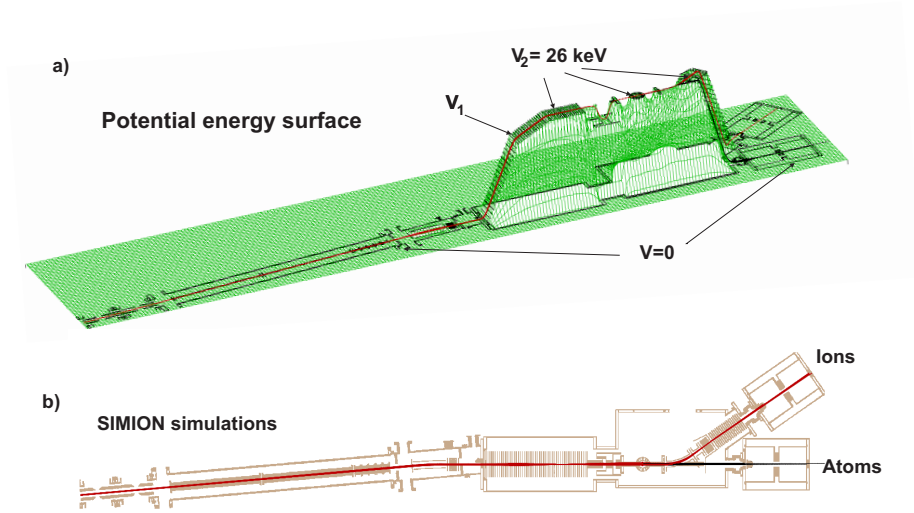 a)
V₂= 26 keV
V₁
Potential energy surface
V=0
Ions
b)
SIMION simulations
Atoms